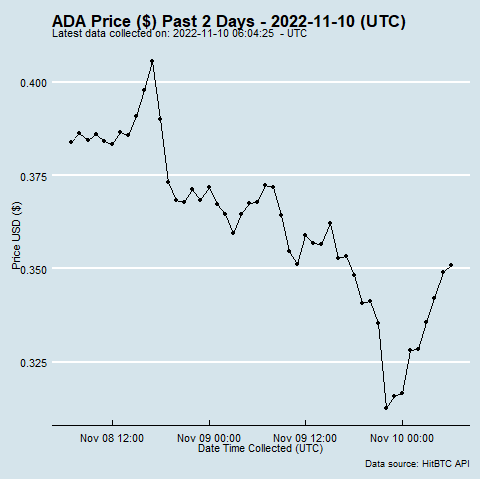 ADA Price ($) Past 2 Days - 2022-11-10 (UTC)
Latest data collected on: 2022-11-10 06:04:25  - UTC
0.400
0.375
0.350
0.325
Price USD ($)
Nov 08 12:00
Nov 09 00:00
Nov 09 12:00
Nov 10 00:00
Date Time Collected (UTC)
Data source: HitBTC API